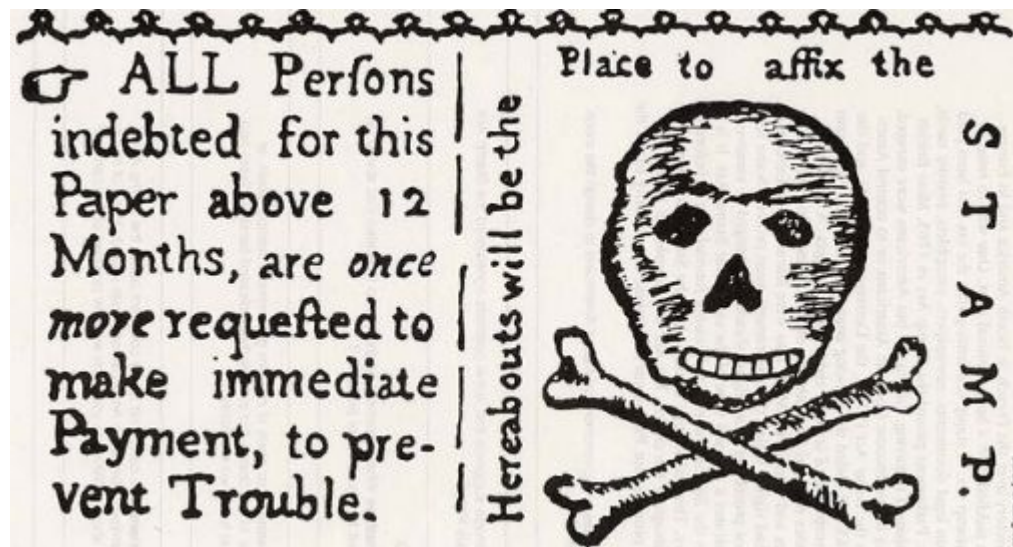 ☞ ALL Perſons
indebted for this
Paper above 12
Months, are once
more requeſted to
make immediate
Payment, to pre-
vent Trouble.
Hereabouts will be the
Place to affix the
STAMP.